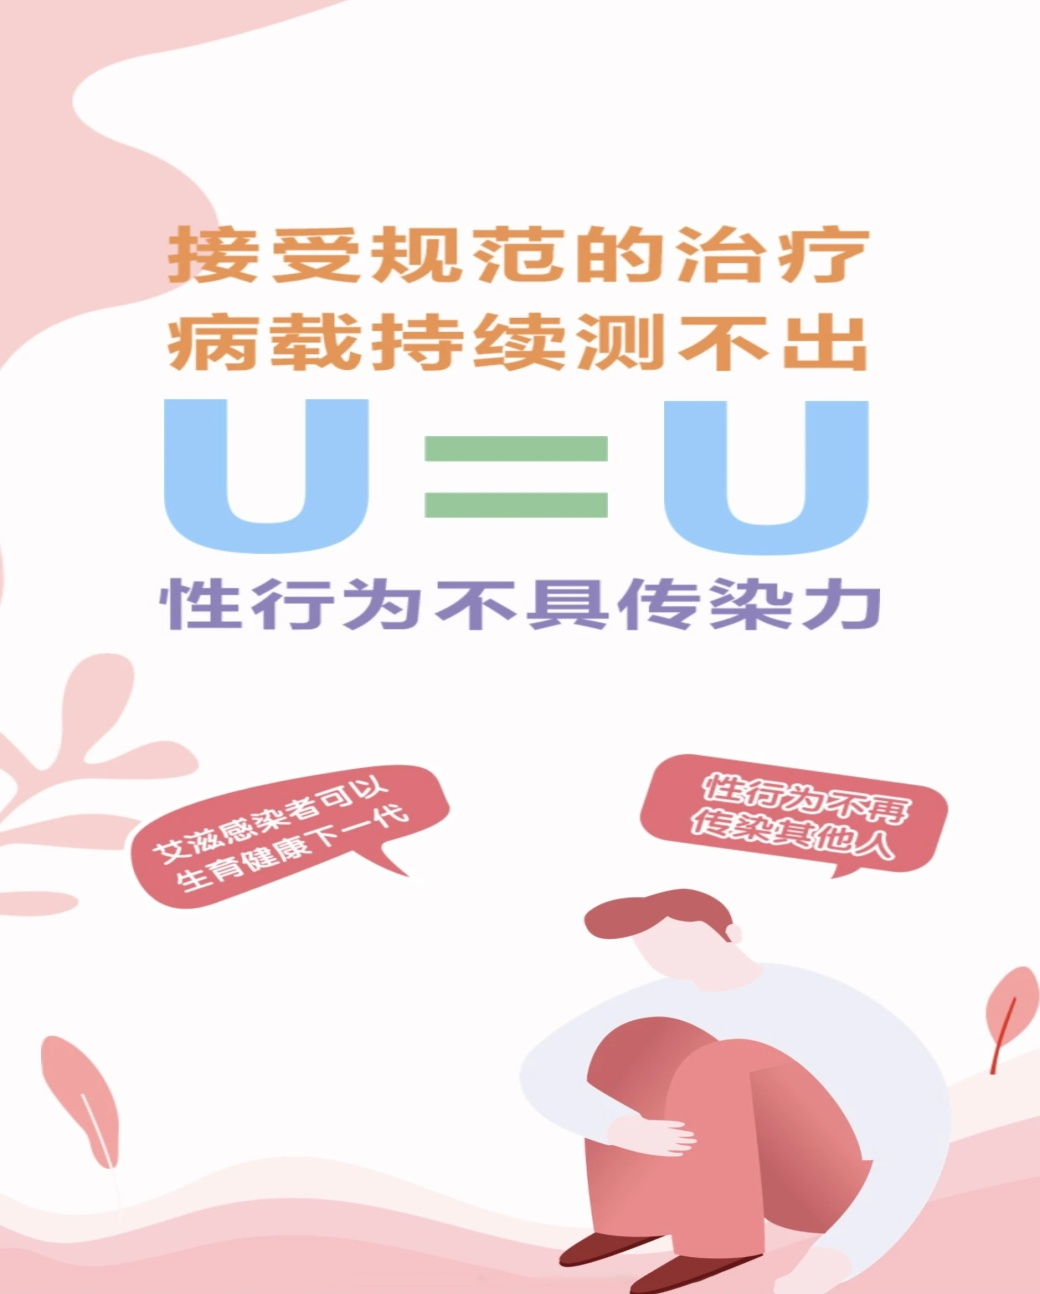 接受规范的治疗
病载持续测不出
U=U
性行为不具传染力
艾滋感染者可以
生育健康下一代
性行为不再
传染其他人